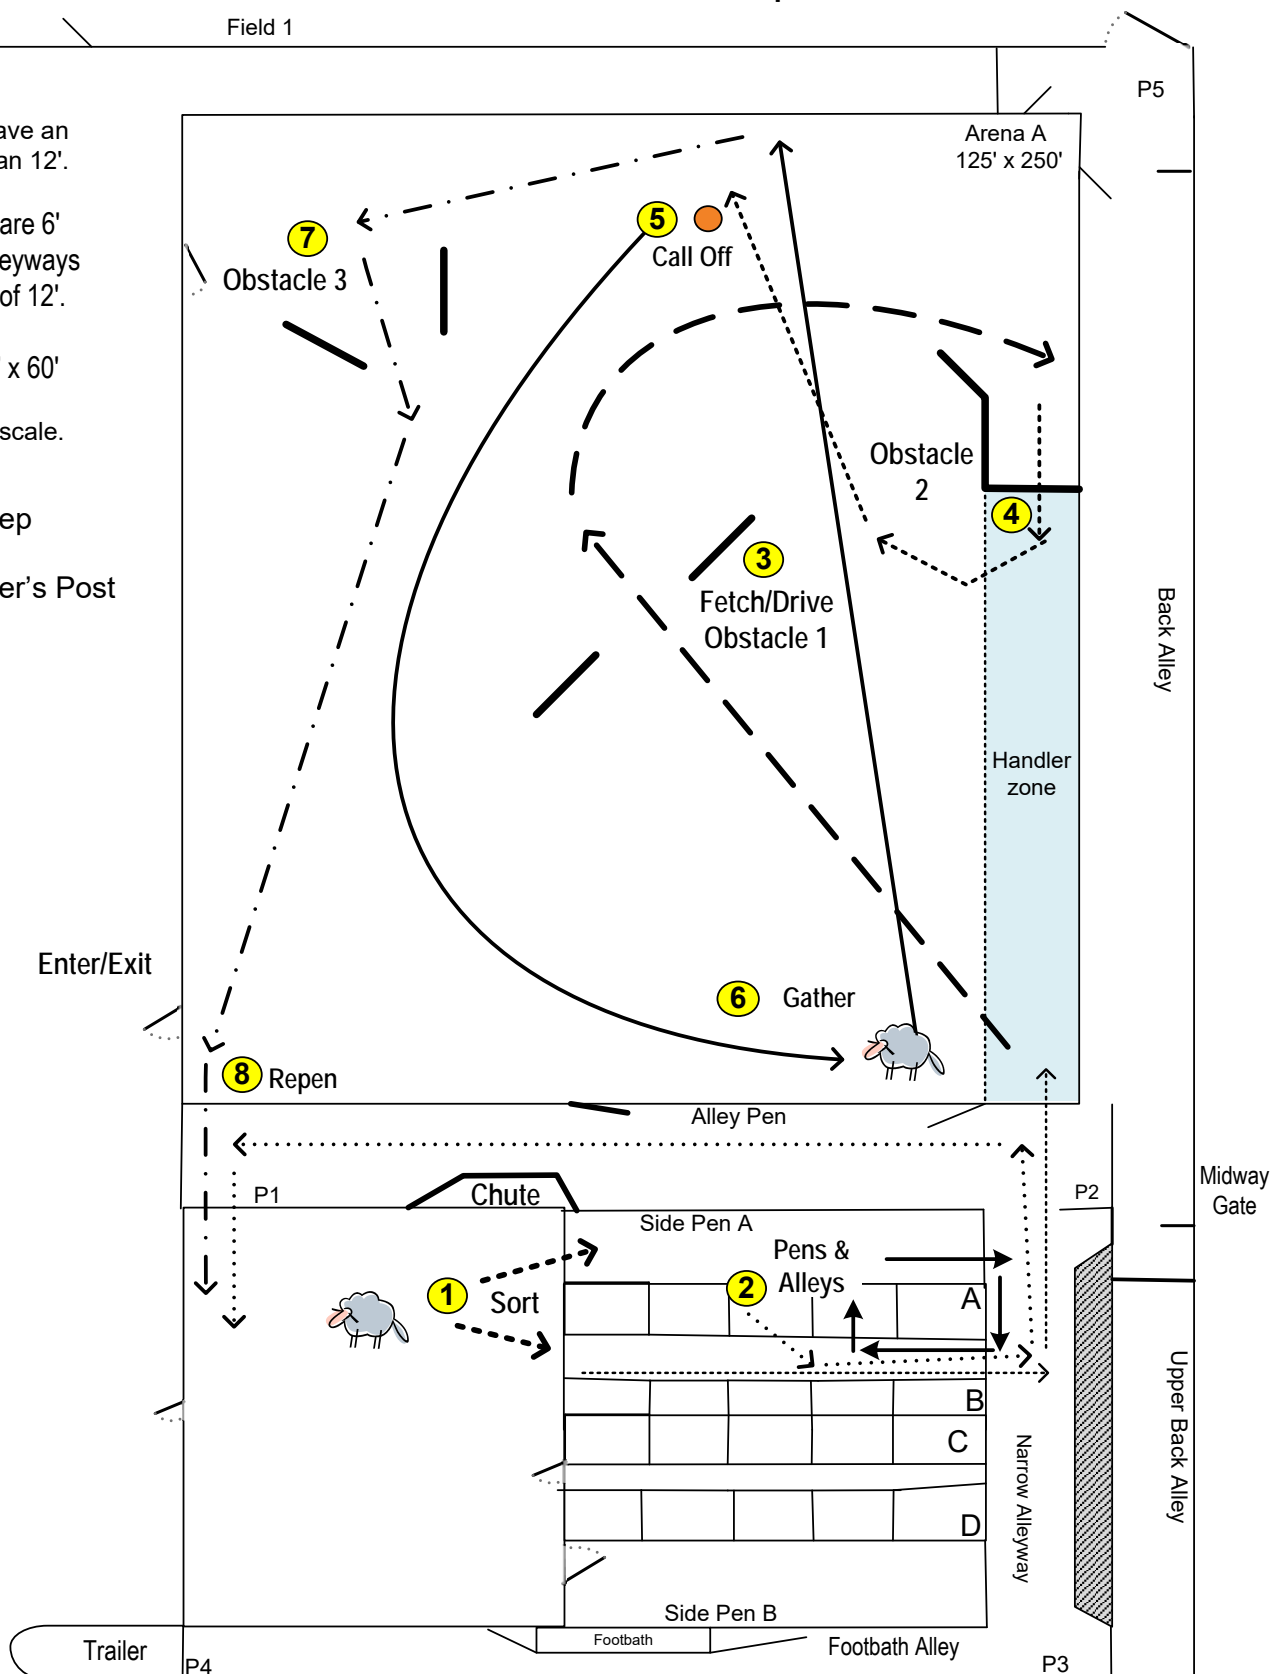 Field 1
P5
ave an
an 12'.
Arena A
125' x 250'
are 6'
eyways
of 12'.
' x 60'
scale.
ep
er's Post
7
Obstacle 3
5
Call Off
Obstacle
2
4
3
Fetch/Drive
Obstacle 1
Back Alley
Handler
zone
Enter/Exit
6 Gather
8 Repen
Alley Pen
P1
Chute
P2
Midway
Gate
Side Pen A
Pens &
Alleys
1
Sort
2
A
B
C
D
Narrow Alleyway
Upper Back Alley
Side Pen B
Trailer
P4
Footbath
Footbath Alley
P3